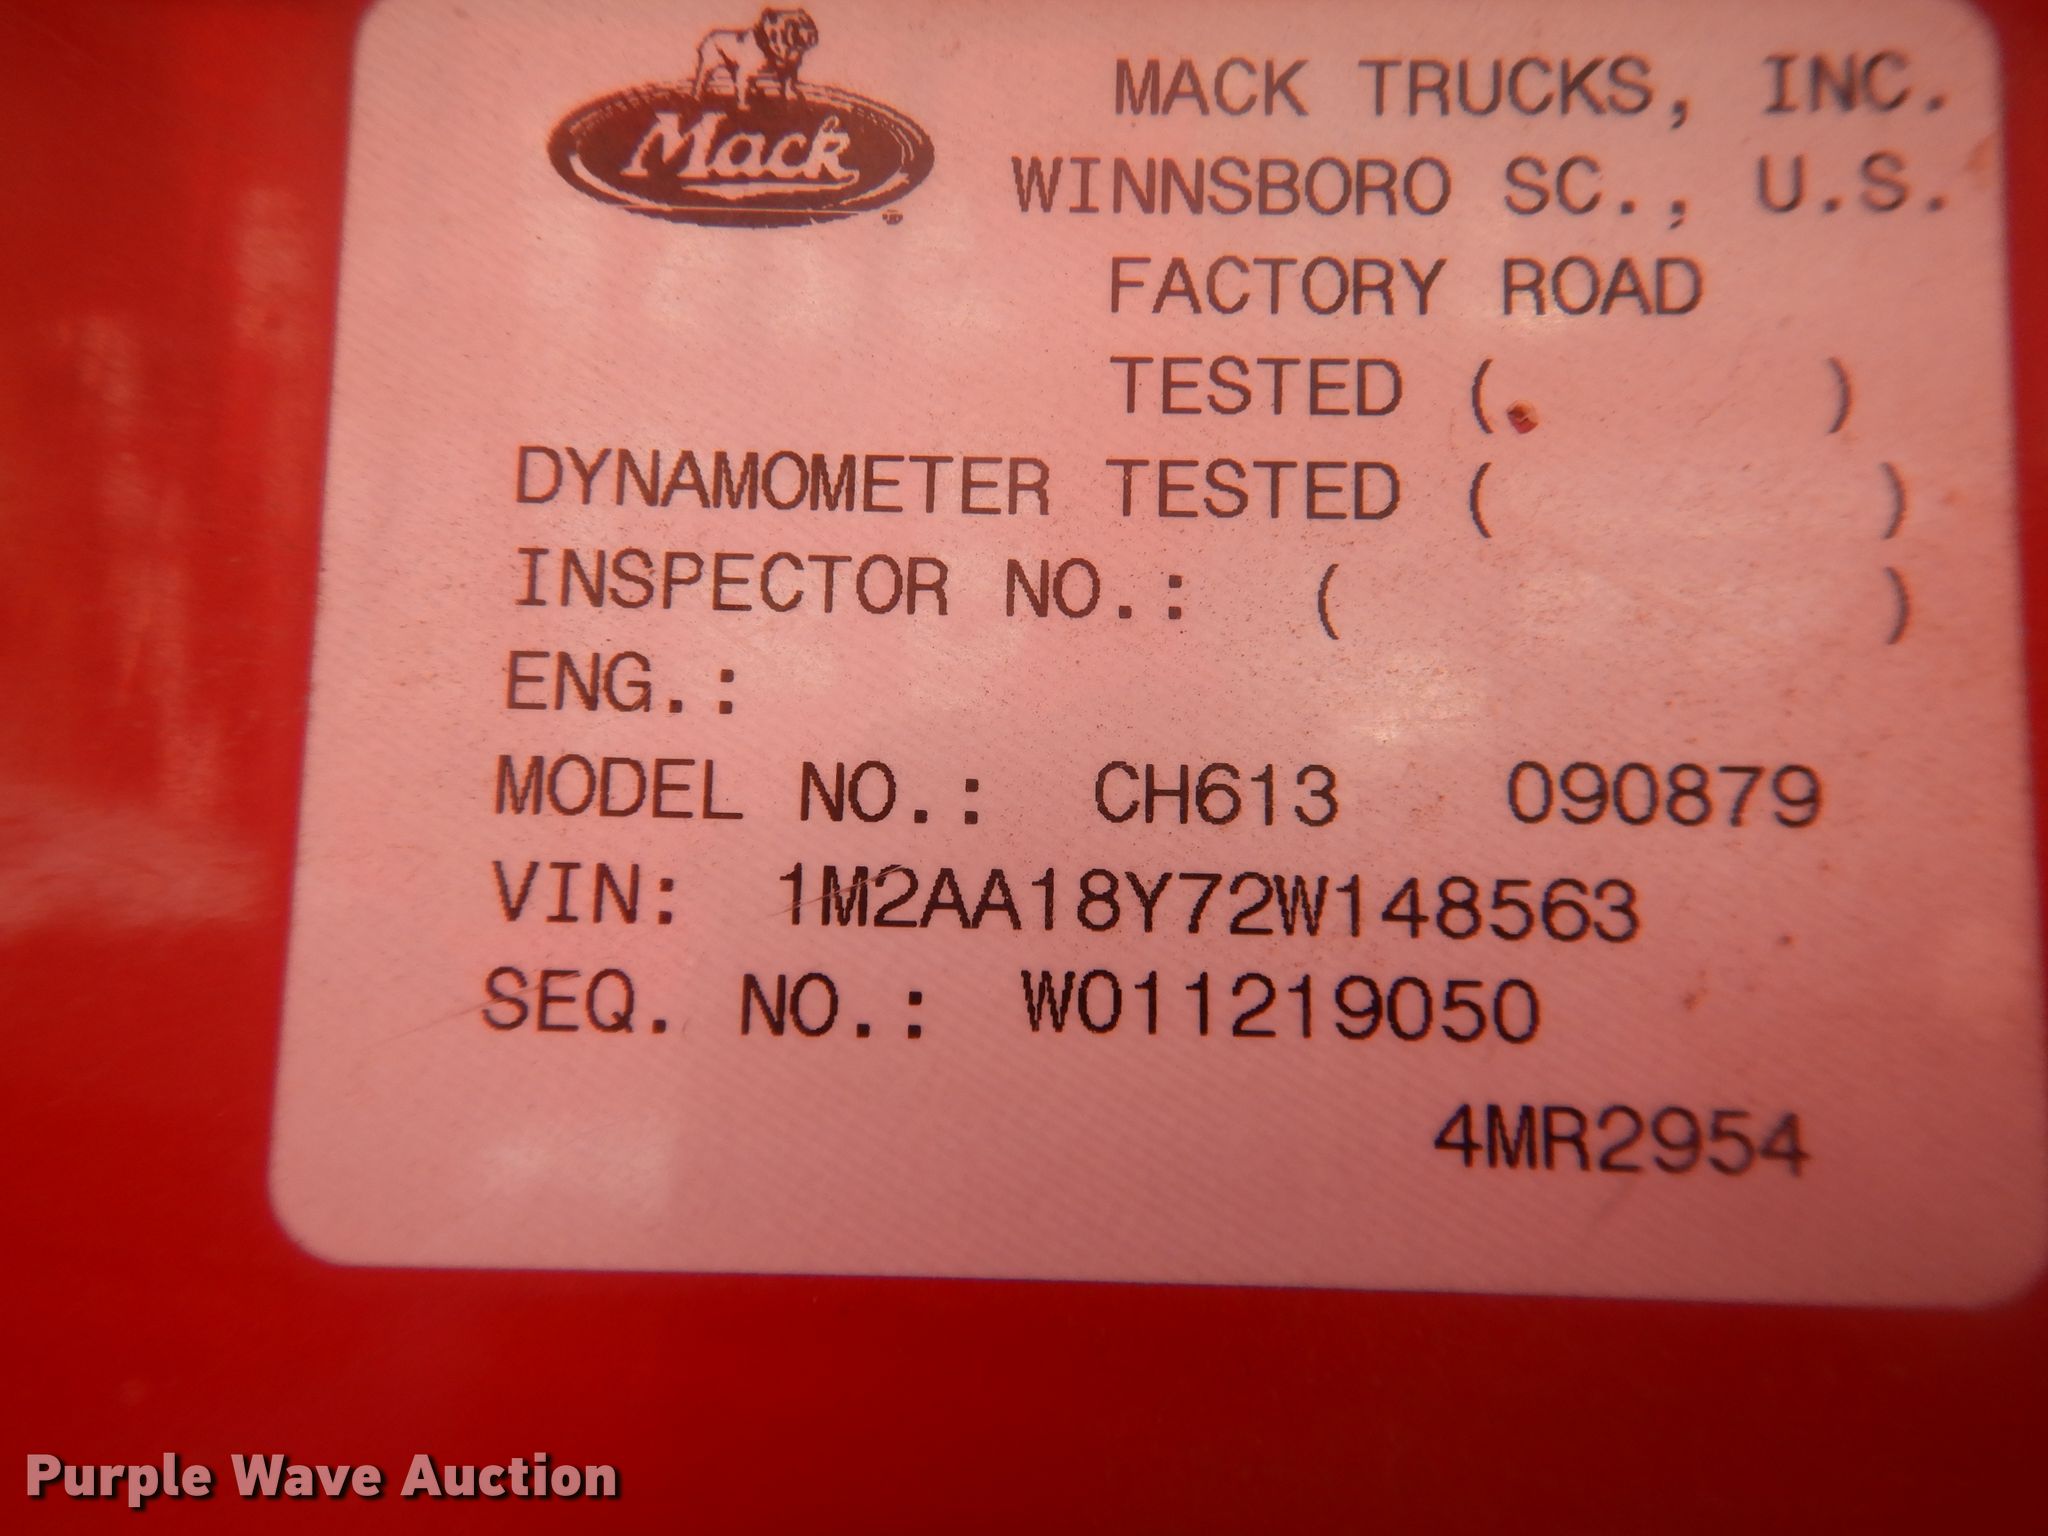 Mack
MACK TRUCKS, INC.
WINNSBORO SC., U.S.
FACTORY ROAD
TESTED ( )
DYNAMOMETER TESTED ( )
INSPECTOR NO.: ( )
ENG.:
MODEL NO.: CH613 090879
VIN: 1M2AA18Y72W148563
SEQ. NO.: W011219050
4MR2954
Purple Wave Auction